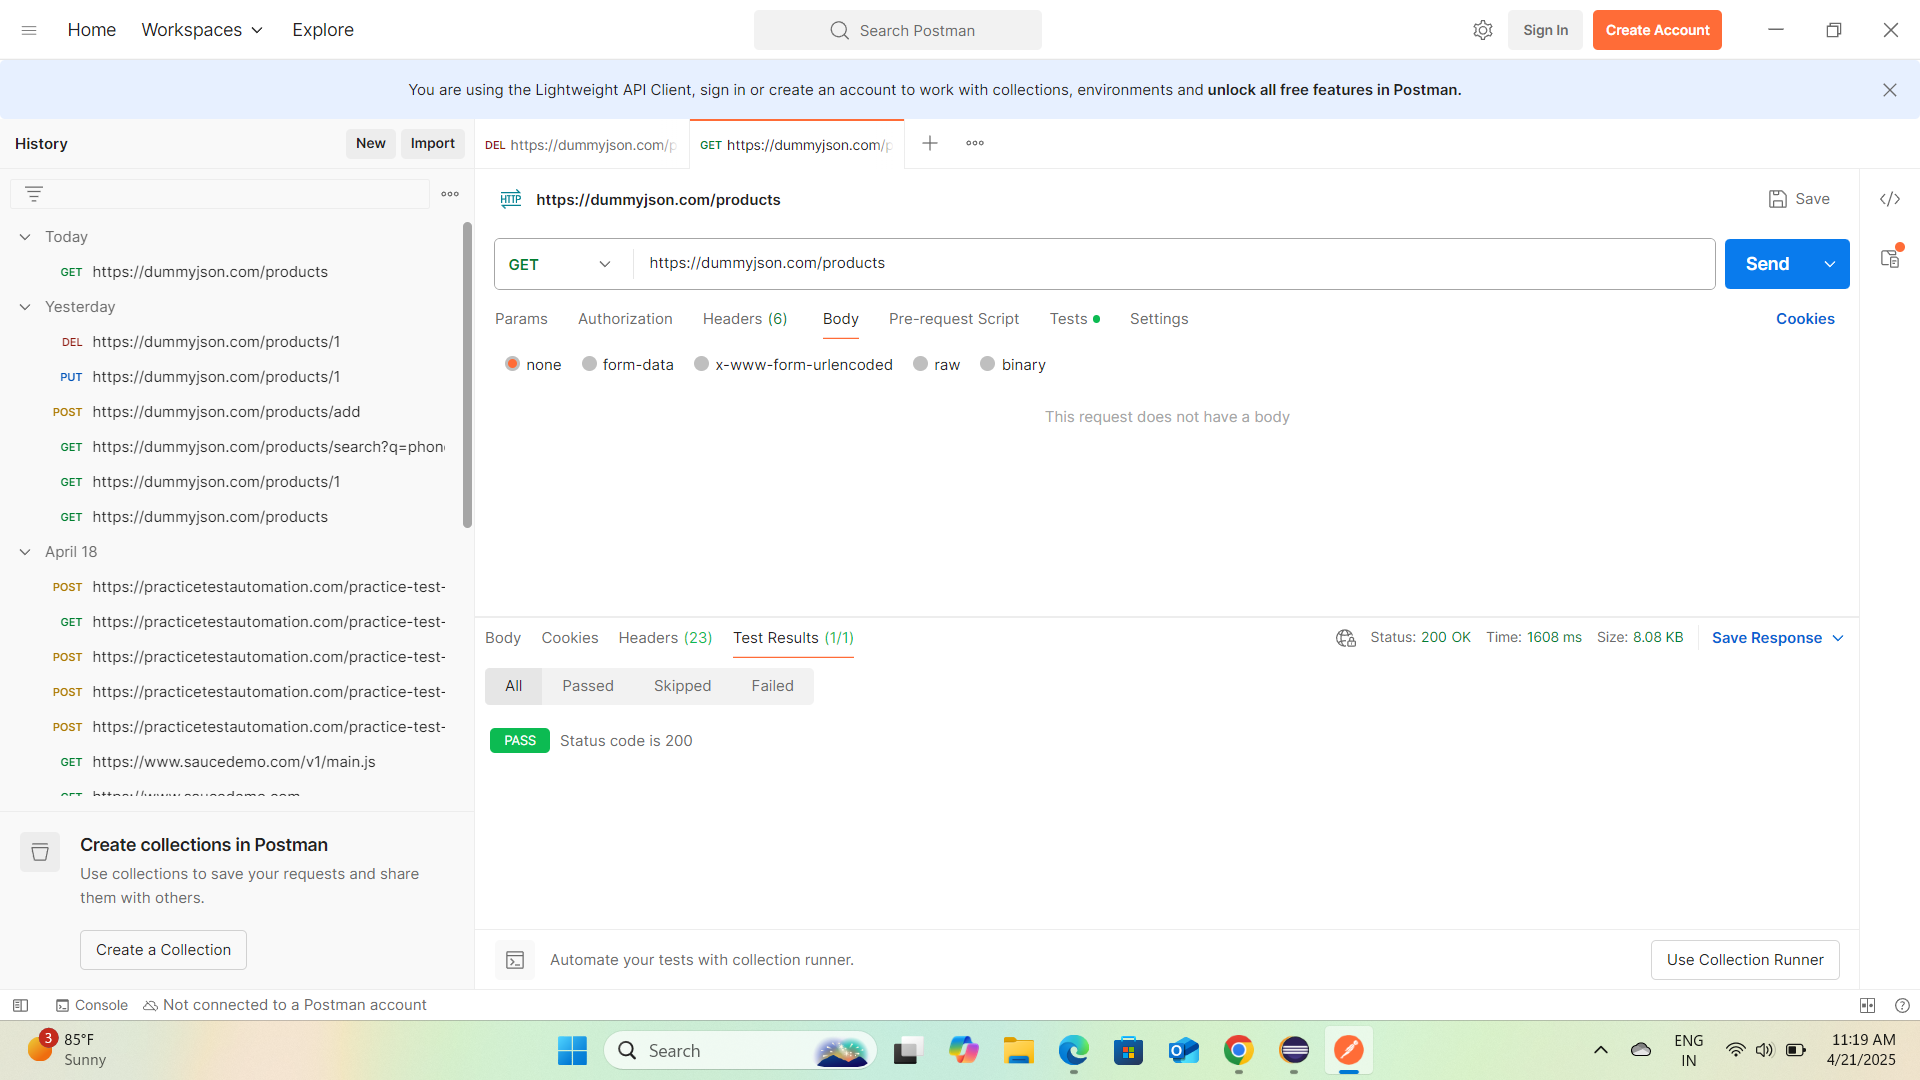 Home Workspaces Explore
Search Postman
Sign In
Create Account
You are using the Lightweight API Client, sign in or create an account to work with collections, environments and unlock all free features in Postman.
History
New
Import
DEL https://dummyjson.com/p
GET https://dummyjson.com/p
Today
GET https://dummyjson.com/products
Yesterday
DEL https://dummyjson.com/products/1
PUT https://dummyjson.com/products/1
POST https://dummyjson.com/products/add
GET https://dummyjson.com/products/search?q=phon
GET https://dummyjson.com/products/1
GET https://dummyjson.com/products
April 18
POST https://practicetestautomation.com/practice-test-
GET https://practicetestautomation.com/practice-test-
POST https://practicetestautomation.com/practice-test-
POST https://practicetestautomation.com/practice-test-
POST https://practicetestautomation.com/practice-test-
GET https://www.saucedemo.com/v1/main.js
GET https://www.saucedemo.com
Create collections in Postman
Use collections to save your requests and share
them with others.
Create a Collection
HTTP https://dummyjson.com/products
Save
GET https://dummyjson.com/products
Send
Params Authorization Headers (6) Body Pre-request Script Tests Settings
Cookies
none form-data x-www-form-urlencoded raw binary
This request does not have a body
Body Cookies Headers (23) Test Results (1/1)
Status: 200 OK Time: 1608 ms Size: 8.08 KB
Save Response
All Passed Skipped Failed
PASS Status code is 200
Automate your tests with collection runner.
Use Collection Runner
Console Not connected to a Postman account
3
85°F
Sunny
Search
ENG
IN
11:19 AM
4/21/2025